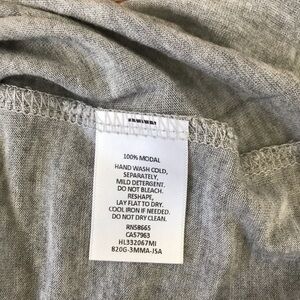 100% MODAL
HAND WASH COLD,
SEPARATELY,
MILD DETERGENT.
DO NOT BLEACH.
RESHAPE,
LAY FLAT TO DRY.
COOL IRON IF NEEDED.
DO NOT DRY CLEAN.
RN58665
CA57963
HL332067MI
820G-3MMA-JSA